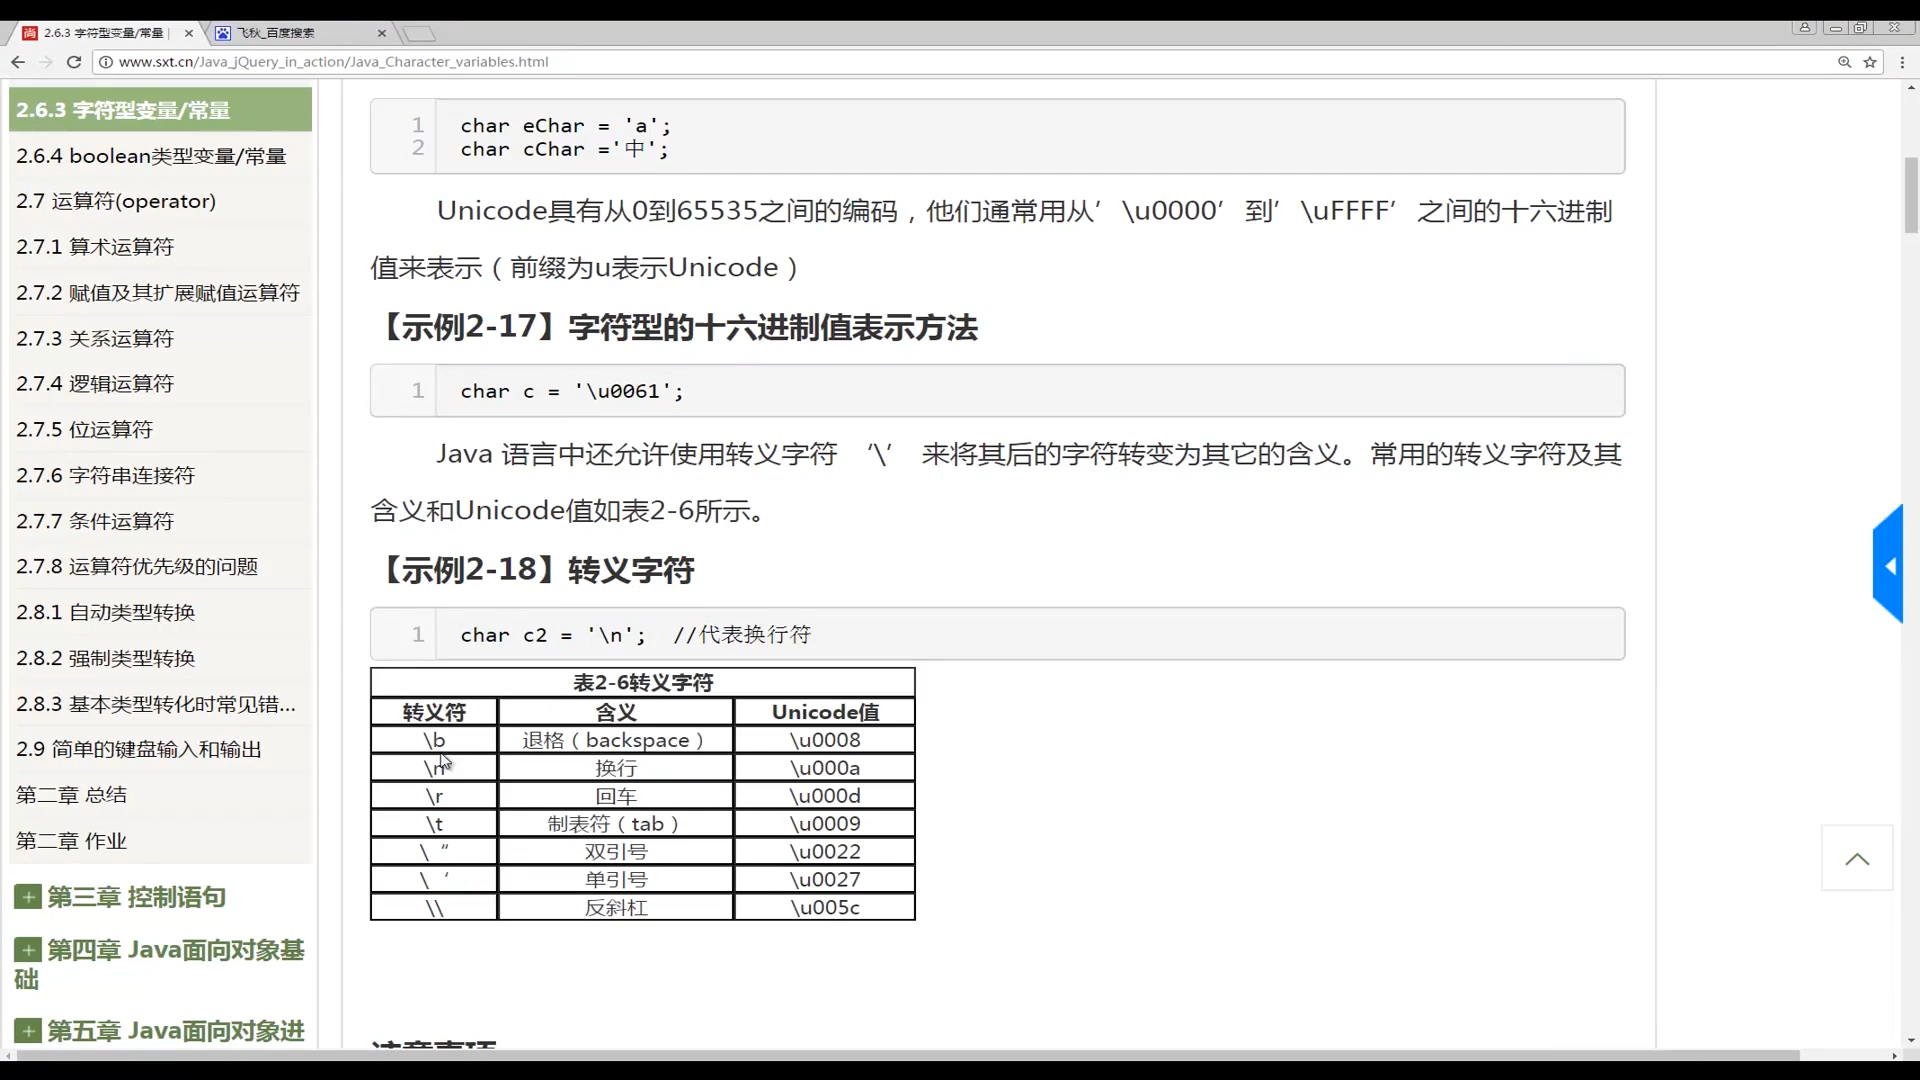 2.6.3 字符型变量/常量
飞秋_百度搜索
www.sxt.cn/Java_jQuery_in_action/Java_Character_variables.html
2.6.3 字符型变量/常量
2.6.4 boolean类型变量/常量
2.7 运算符(operator)
2.7.1 算术运算符
2.7.2 赋值及其扩展赋值运算符
2.7.3 关系运算符
2.7.4 逻辑运算符
2.7.5 位运算符
2.7.6 字符串连接符
2.7.7 条件运算符
2.7.8 运算符优先级的问题
2.8.1 自动类型转换
2.8.2 强制类型转换
2.8.3 基本类型转化时常见错...
2.9 简单的键盘输入和输出
第二章 总结
第二章 作业
第三章 控制语句
第四章 Java面向对象基
础
第五章 Java面向对象进
1 char eChar = 'a';
2 char cChar ='中';
Unicode具有从0到65535之间的编码，他们通常用从’\u0000’到’\uFFFF’之间的十六进制
值来表示（前缀为u表示Unicode）
【示例2-17】字符型的十六进制值表示方法
1 char c = '\u0061';
Java 语言中还允许使用转义字符 ‘\’ 来将其后的字符转变为其它的含义。常用的转义字符及其
含义和Unicode值如表2-6所示。
【示例2-18】转义字符
1 char c2 = '\n'; //代表换行符
表2-6转义字符
转义符 含义 Unicode值
\b 退格（backspace） \u0008
\n 换行 \u000a
\r 回车 \u000d
\t 制表符（tab） \u0009
\“ 双引号 \u0022
\‘ 单引号 \u0027
\\ 反斜杠 \u005c
注意事项